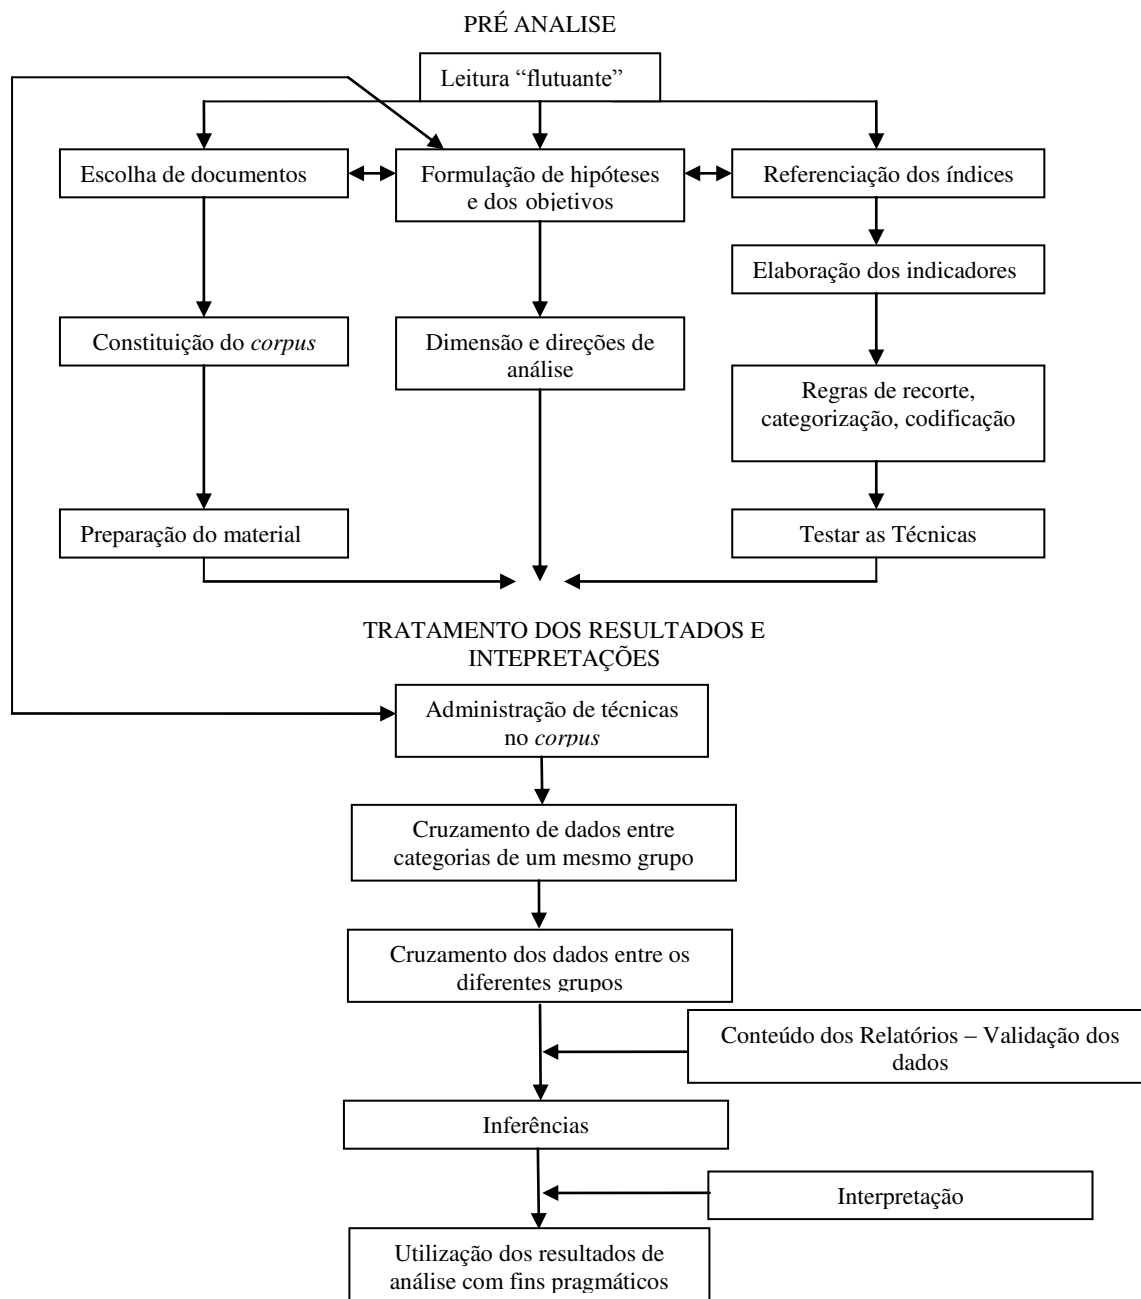 PRÉ ANALISE
Leitura “flutuante”
Escolha de documentos
Formulação de hipóteses
e dos objetivos
Referenciação dos índices
Elaboração dos indicadores
Constituição do corpus
Dimensão e direções de
análise
Regras de recorte,
categorização, codificação
Preparação do material
Testar as Técnicas
TRATAMENTO DOS RESULTADOS E
INTEPRETAÇÕES
Administração de técnicas
no corpus
Cruzamento de dados entre
categorias de um mesmo grupo
Cruzamento dos dados entre os
diferentes grupos
Conteúdo dos Relatórios – Validação dos
dados
Inferências
Interpretação
Utilização dos resultados de
análise com fins pragmáticos